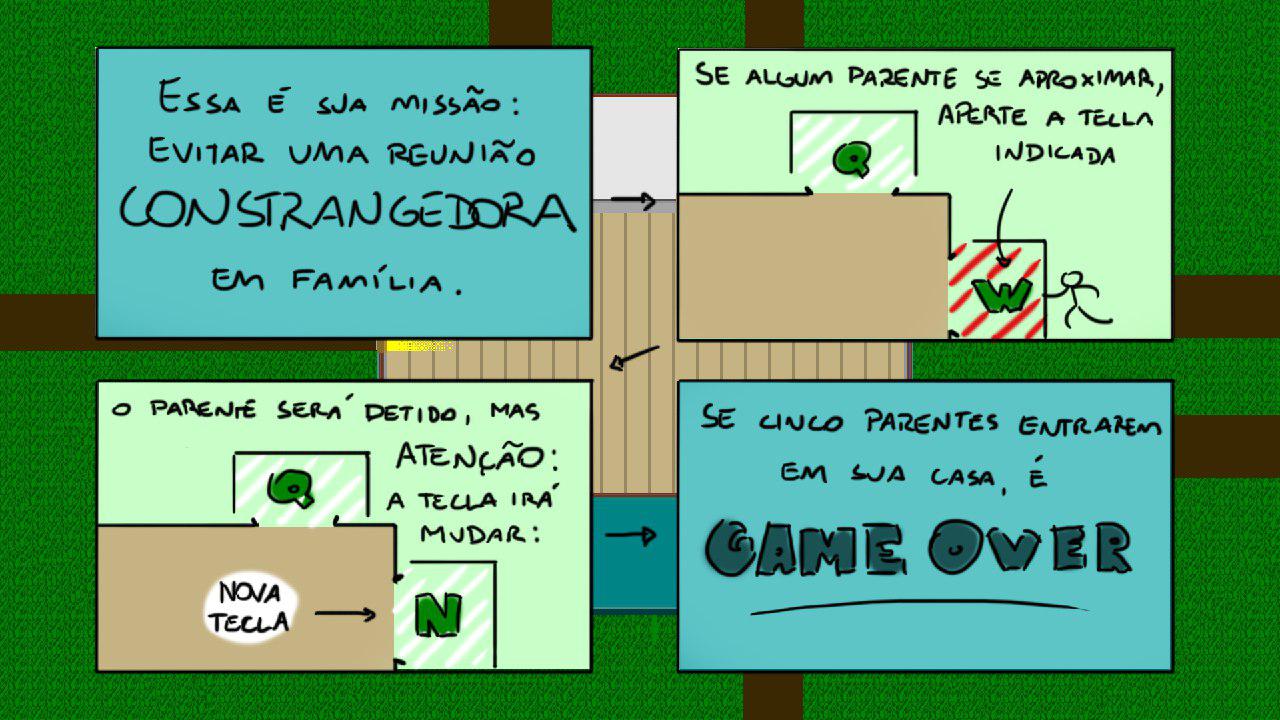 ESSA É SUA MISSÃO:
EVITAR UMA REUNIÃO
CONSTRANGEDORA
EM FAMÍLIA.
SE ALGUM PARENTE SE APROXIMAR,
APERTE A TECLA
INDICADA
Q
W
O PARENTE SERÁ DETIDO, MAS
ATENÇÃO:
A TECLA IRÁ
MUDAR:
Q
NOVA
TECLA
N
SE CINCO PARENTES ENTRAREM
EM SUA CASA, É
GAME OVER